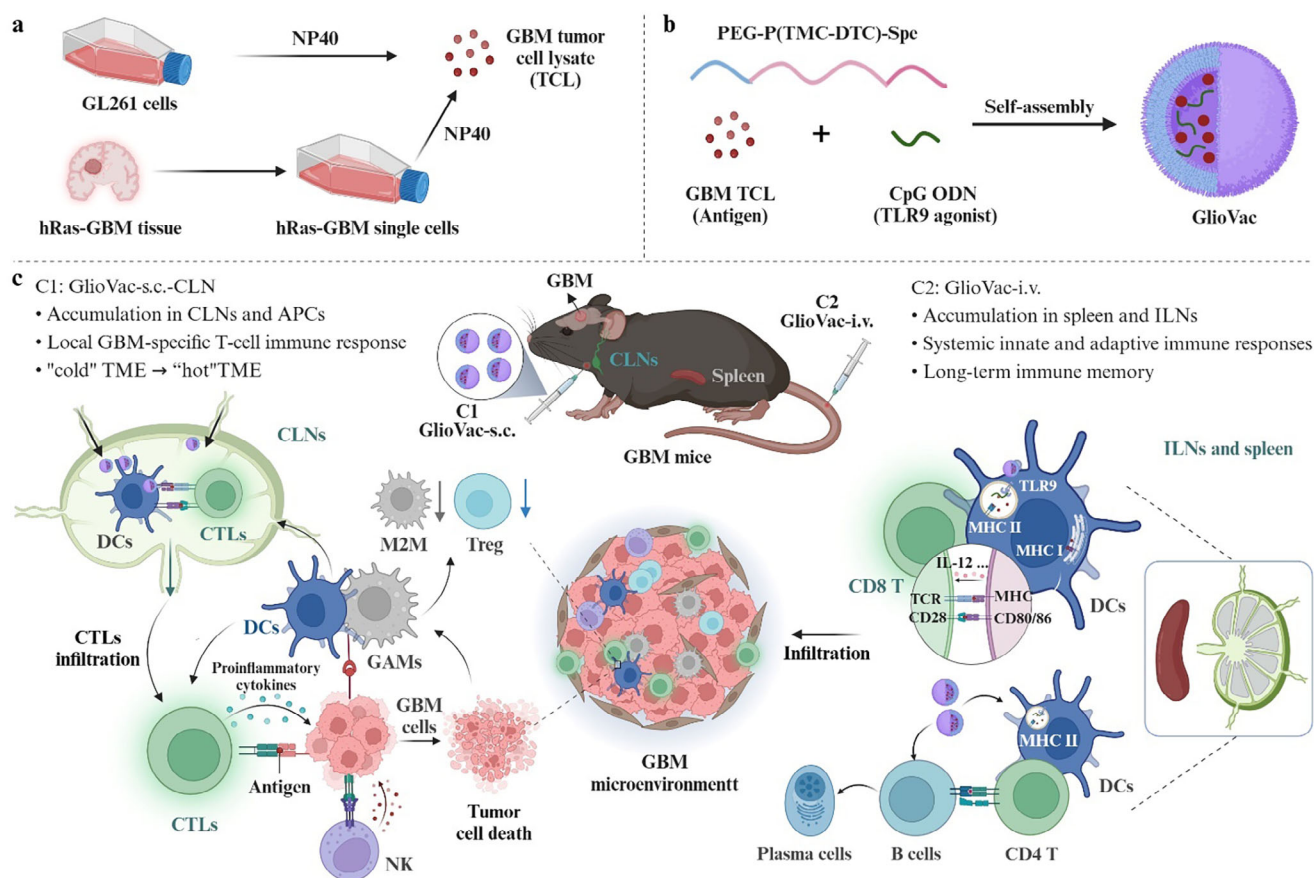 a
NP40
GBM tumor
cell lysate
(TCL)
GL261 cells
NP40
hRas-GBM tissue
hRas-GBM single cells
b
PEG-P(TMC-DTC)-Spe
+
Self-assembly
GBM TCL
(Antigen)
CpG ODN
(TLR9 agonist)
GlioVac
c
C1: GlioVac-s.c.-CLN
• Accumulation in CLNs and APCs
• Local GBM-specific T-cell immune response
• "cold" TME → “hot"TME
GBM
CLNs
Spleen
C1
GlioVac-s.c.
C2
GlioVac-i.v.
GBM mice
C2: GlioVac-i.v.
• Accumulation in spleen and ILNs
• Systemic innate and adaptive immune responses
• Long-term immune memory
CLNs
DCs
CTLs
M2M
Treg
DCs
GAMs
CTLs
infiltration
Proinflammatory
cytokines
GBM
cells
Antigen
CTLs
NK
Tumor
cell death
GBM
microenvironmentt
Infiltration
ILNs and spleen
TLR9
MHC II
MHC I
CD8 T
IL-12 ...
TCR
MHC
CD28
CD80/86
DCs
MHC II
DCs
Plasma cells
B cells
CD4 T